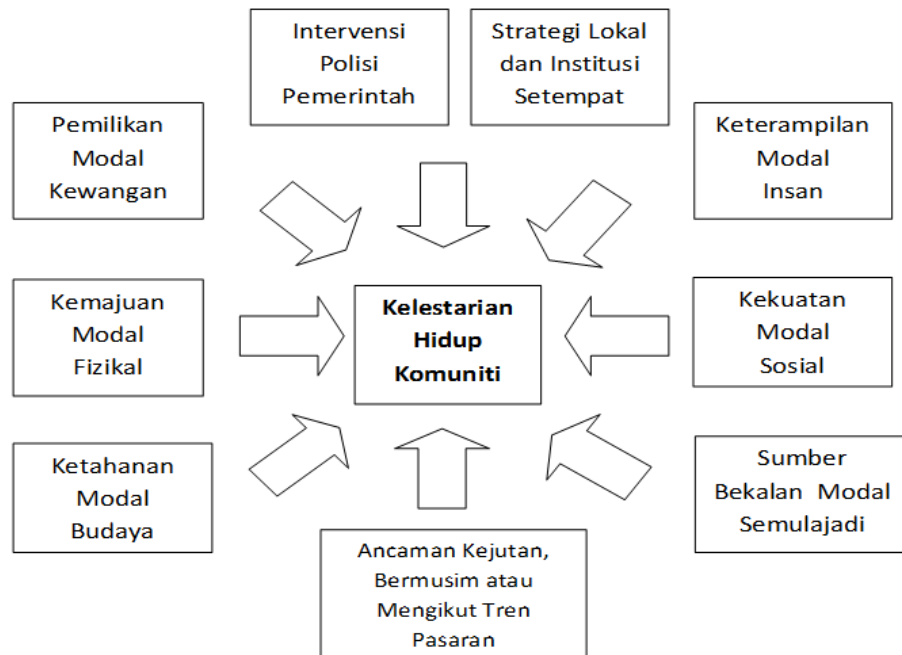 Intervensi
Polisi
Pemerintah
Strategi Lokal
dan Institusi
Setempat
Pemilikan
Modal
Kewangan
Keterampilan
Modal
Insan
Kemajuan
Modal
Fizikal
Kelestarian
Hidup
Komuniti
Kekuatan
Modal
Sosial
Ketahanan
Modal
Budaya
Sumber
Bekalan Modal
Semulajadi
Ancaman Kejutan,
Bermusim atau
Mengikut Tren
Pasaran